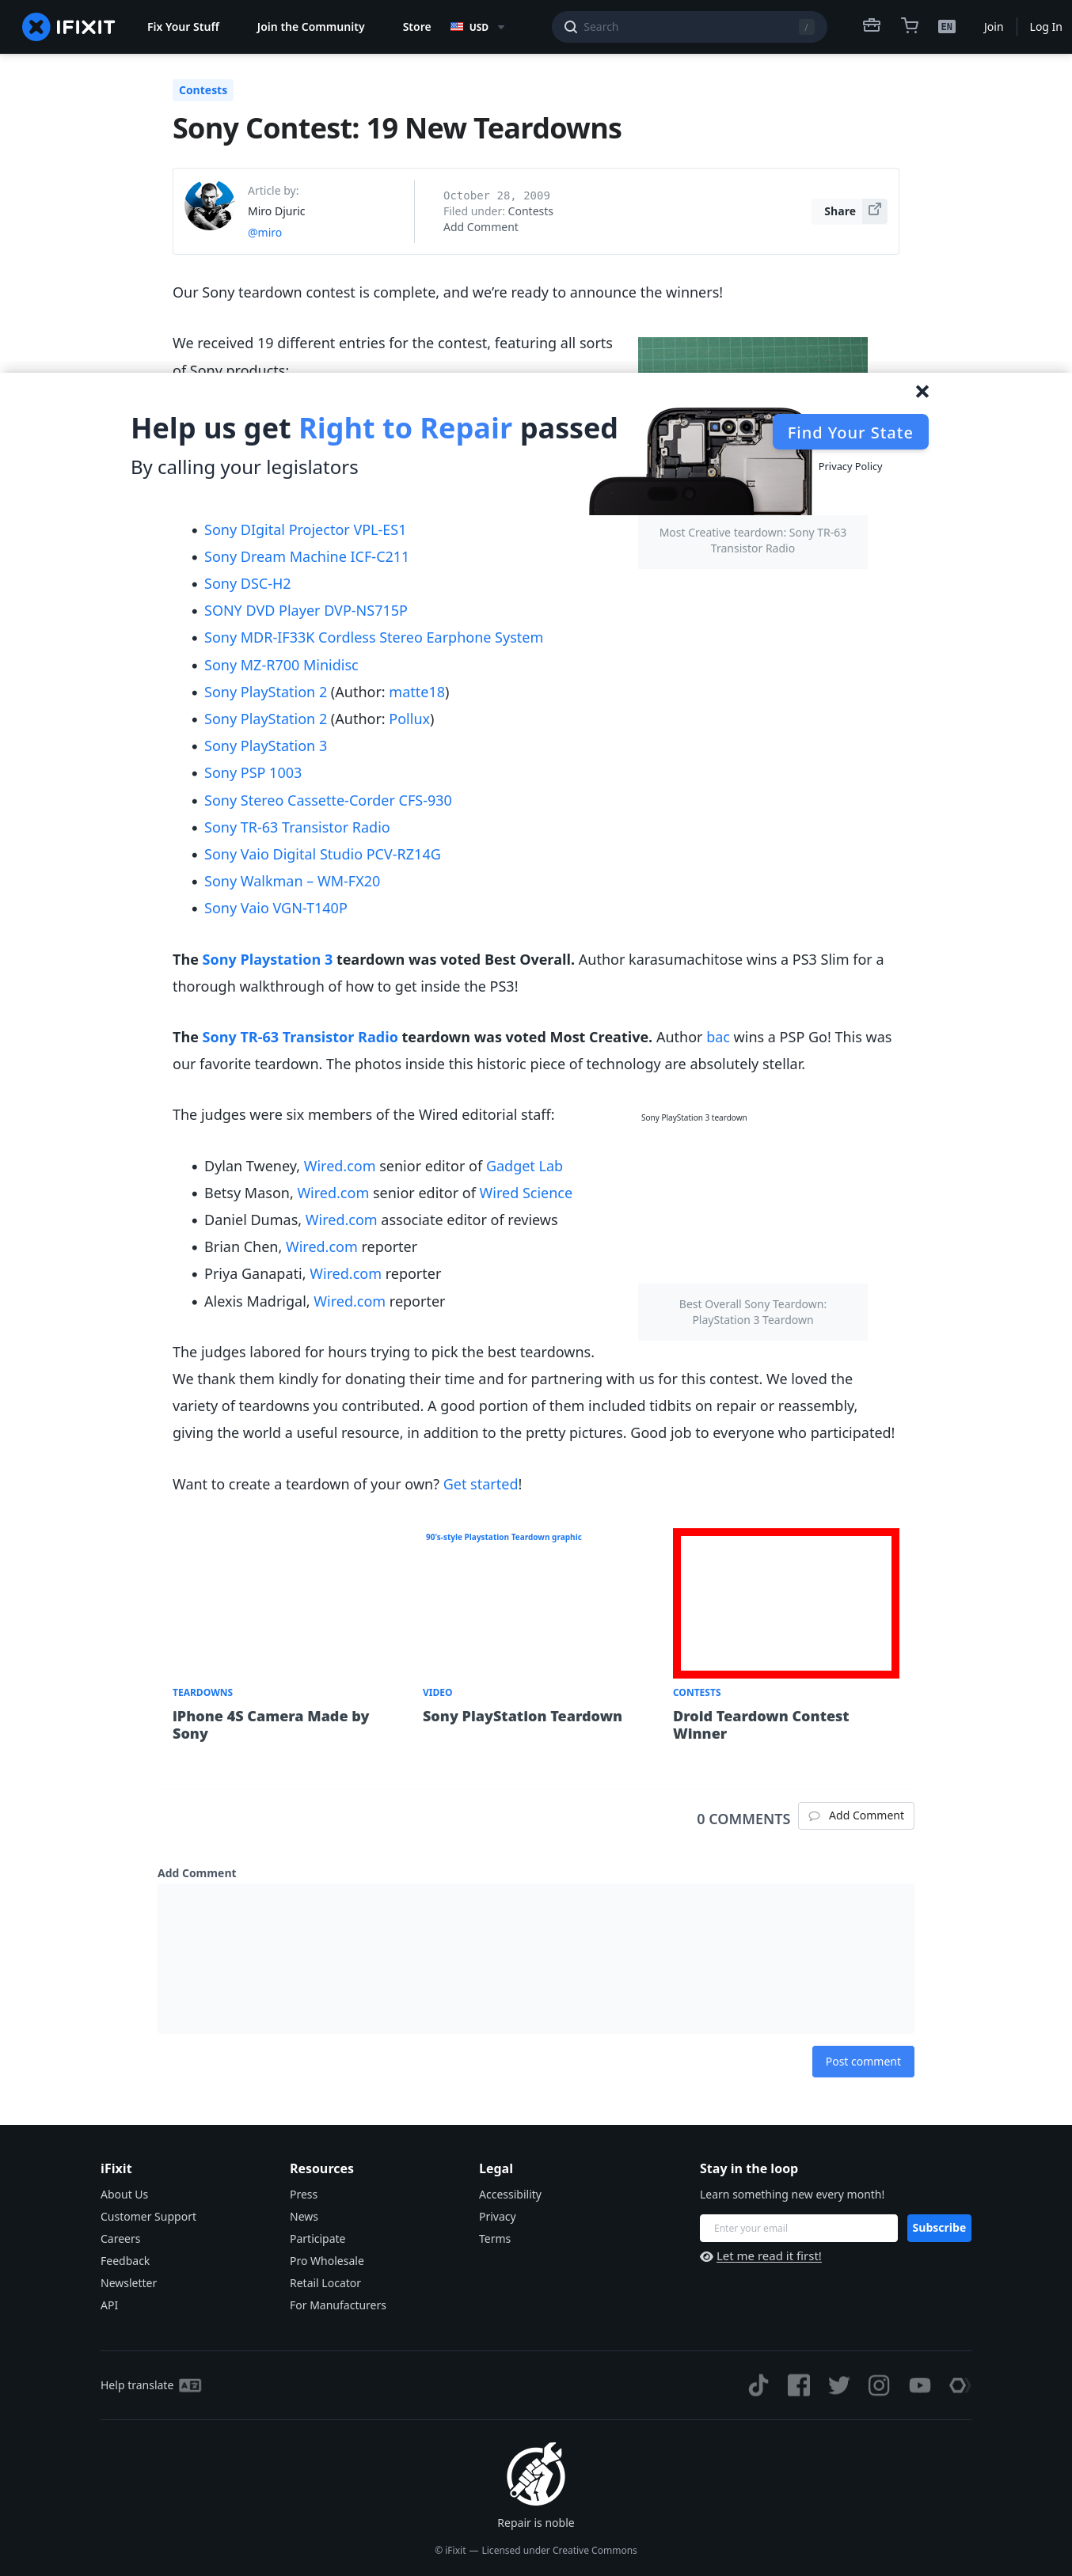 IFIXIT
Fix Your Stuff
Join the Community
Store
USD
Search
/
EN
Join
Log In
Contests
Sony Contest: 19 New Teardowns
Article by:
Miro Djuric
@miro
October 28, 2009
Filed under: Contests
Add Comment
Share
Our Sony teardown contest is complete, and we’re ready to announce the winners!
We received 19 different entries for the contest, featuring all sorts
of Sony products:
Help us get Right to Repair passed
By calling your legislators
Find Your State
Privacy Policy
Sony DIgital Projector VPL-ES1
Sony Dream Machine ICF-C211
Sony DSC-H2
SONY DVD Player DVP-NS715P
Sony MDR-IF33K Cordless Stereo Earphone System
Sony MZ-R700 Minidisc
Sony PlayStation 2 (Author: matte18)
Sony PlayStation 2 (Author: Pollux)
Sony PlayStation 3
Sony PSP 1003
Sony Stereo Cassette-Corder CFS-930
Sony TR-63 Transistor Radio
Sony Vaio Digital Studio PCV-RZ14G
Sony Walkman – WM-FX20
Sony Vaio VGN-T140P
Most Creative teardown: Sony TR-63
Transistor Radio
The Sony Playstation 3 teardown was voted Best Overall. Author karasumachitose wins a PS3 Slim for a
thorough walkthrough of how to get inside the PS3!
The Sony TR-63 Transistor Radio teardown was voted Most Creative. Author bac wins a PSP Go! This was
our favorite teardown. The photos inside this historic piece of technology are absolutely stellar.
The judges were six members of the Wired editorial staff:
Sony PlayStation 3 teardown
Dylan Tweney, Wired.com senior editor of Gadget Lab
Betsy Mason, Wired.com senior editor of Wired Science
Daniel Dumas, Wired.com associate editor of reviews
Brian Chen, Wired.com reporter
Priya Ganapati, Wired.com reporter
Alexis Madrigal, Wired.com reporter
Best Overall Sony Teardown:
PlayStation 3 Teardown
The judges labored for hours trying to pick the best teardowns.
We thank them kindly for donating their time and for partnering with us for this contest. We loved the
variety of teardowns you contributed. A good portion of them included tidbits on repair or reassembly,
giving the world a useful resource, in addition to the pretty pictures. Good job to everyone who participated!
Want to create a teardown of your own? Get started!
90's-style Playstation Teardown graphic
TEARDOWNS
iPhone 4S Camera Made by
Sony
VIDEO
Sony PlayStation Teardown
CONTESTS
Droid Teardown Contest
Winner
0 COMMENTS
Add Comment
Add Comment
Post comment
iFixit
About Us
Customer Support
Careers
Feedback
Newsletter
API
Resources
Press
News
Participate
Pro Wholesale
Retail Locator
For Manufacturers
Legal
Accessibility
Privacy
Terms
Stay in the loop
Learn something new every month!
Enter your email
Subscribe
Let me read it first!
Help translate
Repair is noble
© iFixit — Licensed under Creative Commons